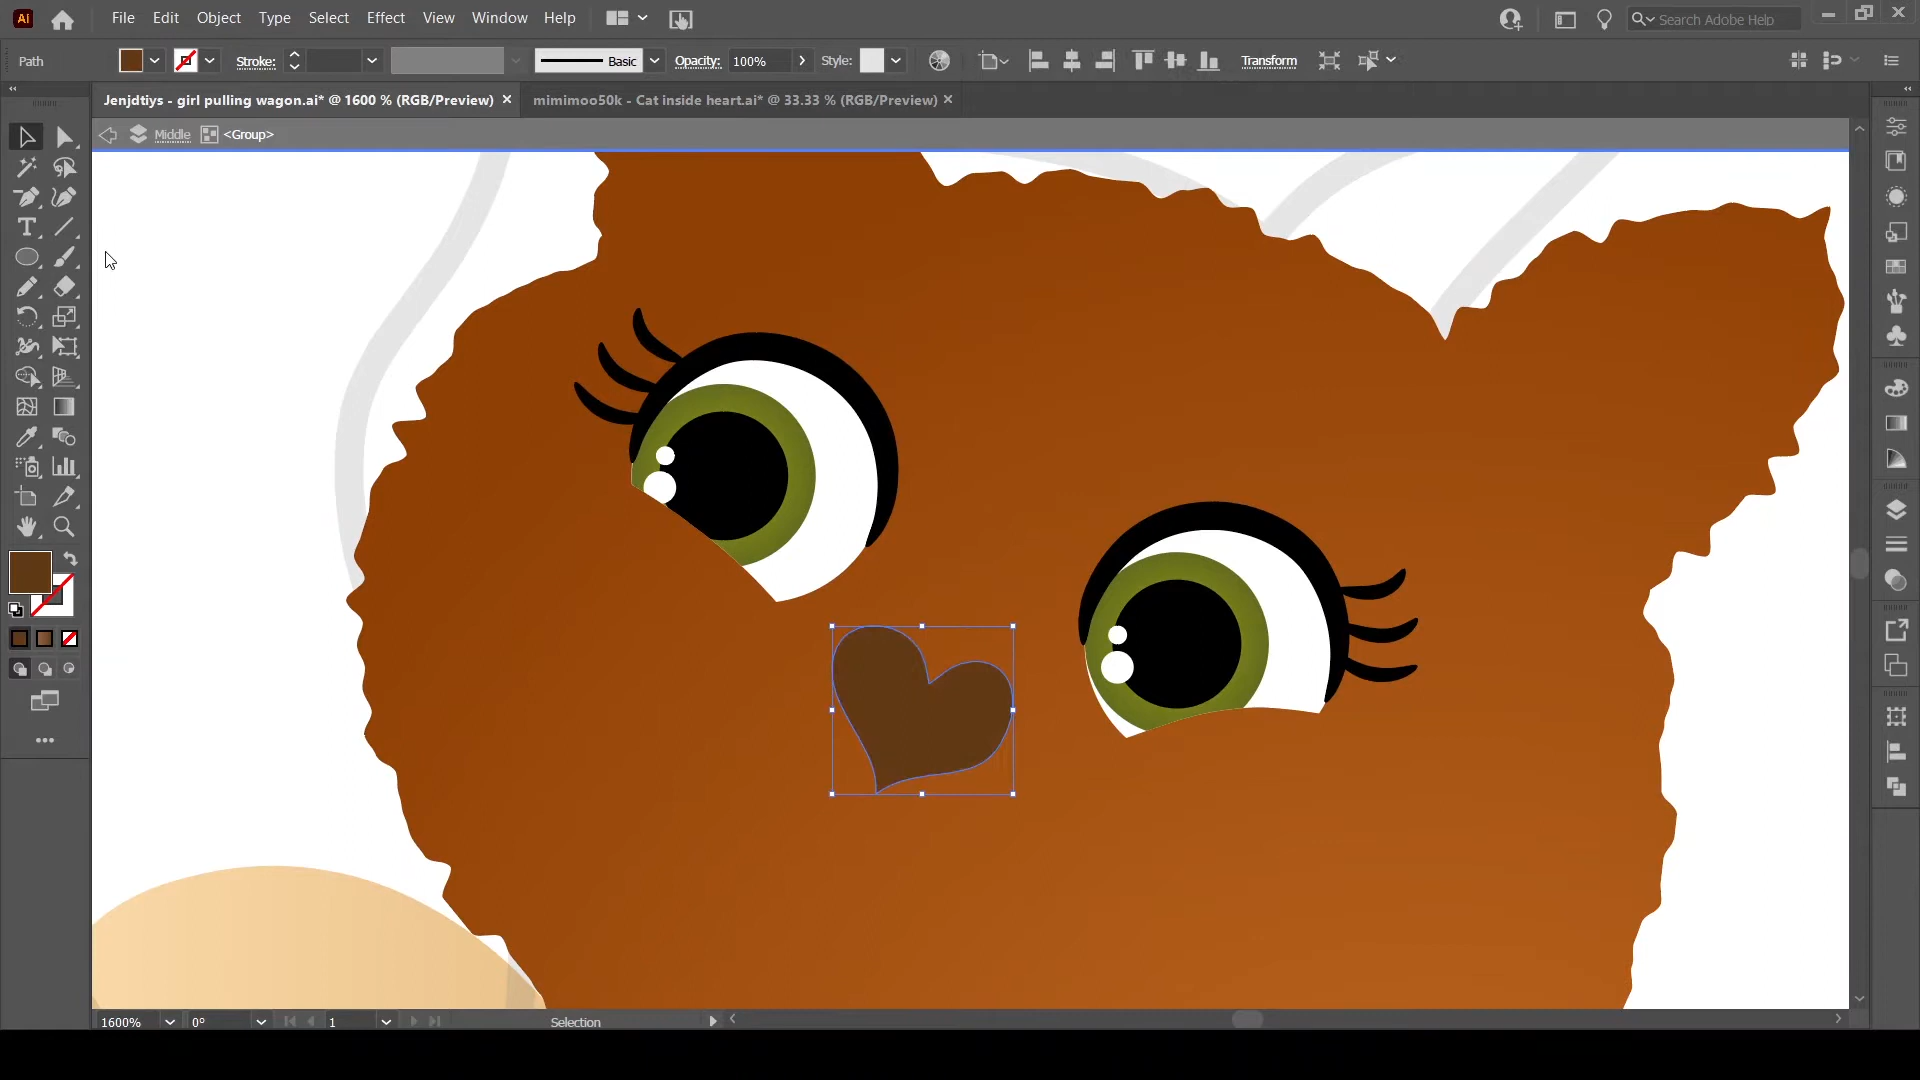 Ai File Edit Object Type Select Effect View Window Help Search Adobe Help
Path Stroke: Basic Opacity: 100% Style: Transform
Jenjdtiys - girl pulling wagon.ai* @ 1600 % (RGB/Preview) × mimimoo50k - Cat inside heart.ai* @ 33.33 % (RGB/Preview) ×
Middle <Group>
1600% 0° 1 Selection